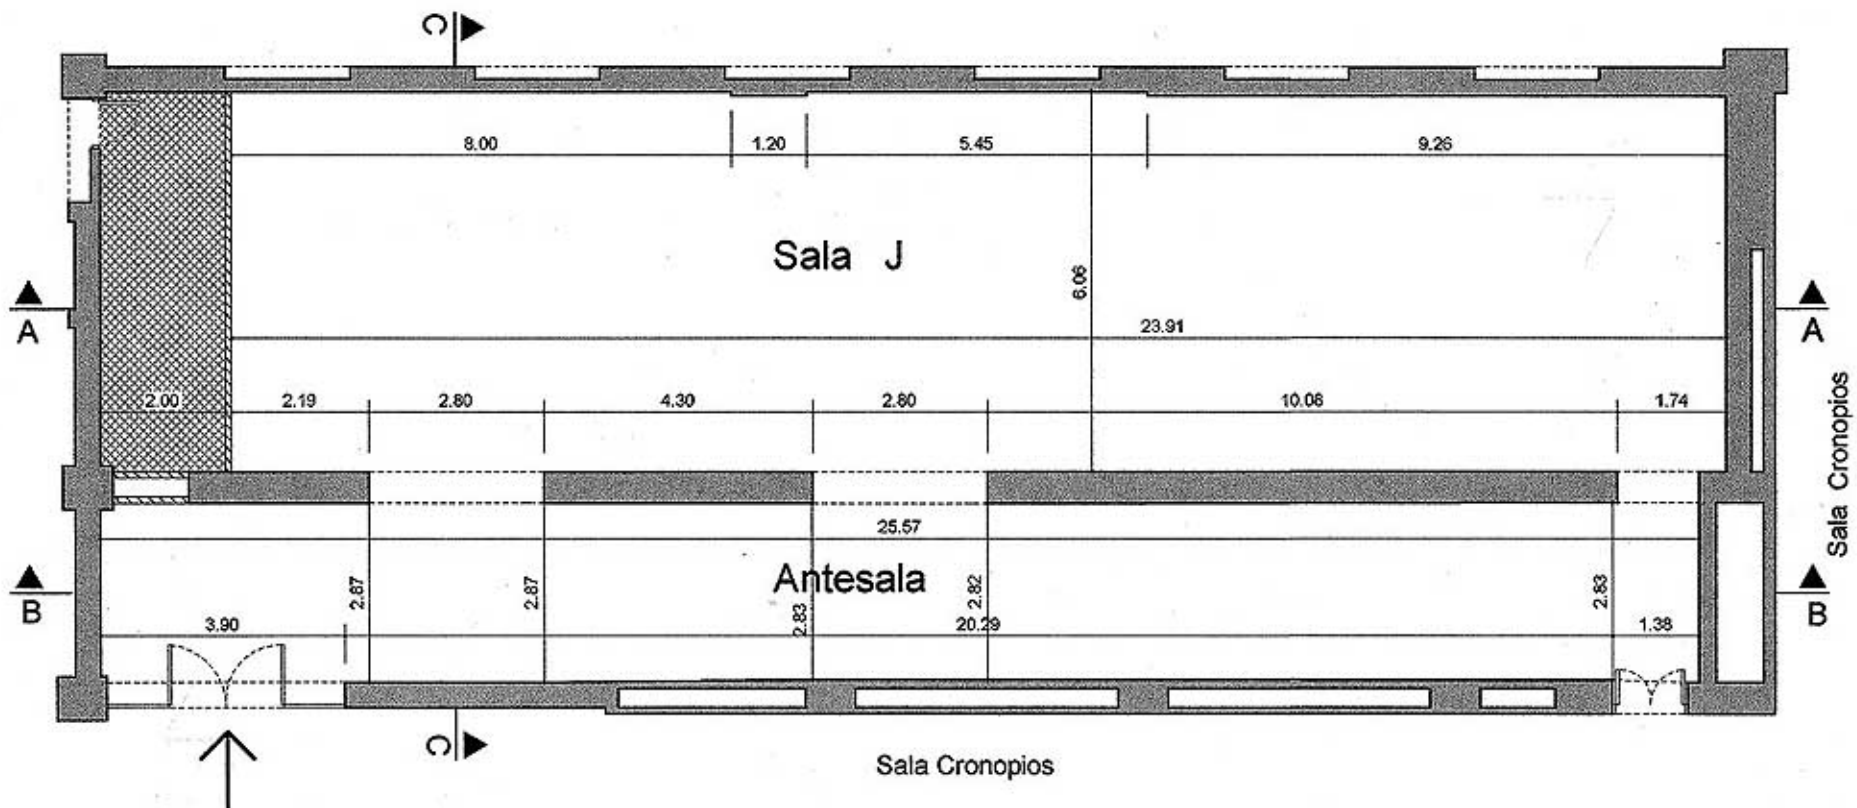 C
8.00 1.20 5.45 9.26
Sala J
6.06
A
23.91
A
2.00 2.19 2.80 4.30 2.80 10.06 1.74
Sala Cronopios
25.57
Antesala
2.87 2.87 2.83 2.82 2.83
B
B
3.90 20.29 1.38
C
Sala Cronopios